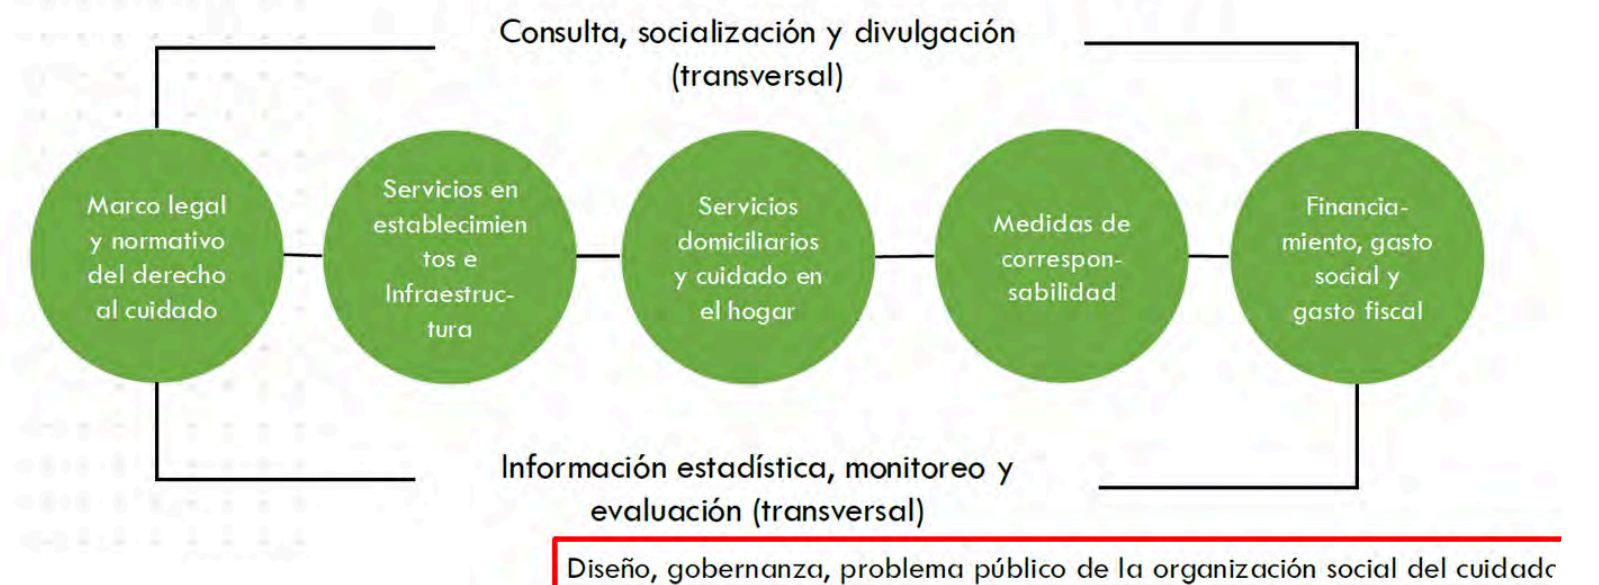 Consulta, socialización y divulgación
(transversal)
Marco legal
y normativo
del derecho
al cuidado
Servicios en
establecimien
tos e
Infraestruc-
tura
Servicios
domiciliarios
y cuidado en
el hogar
Medidas de
correspon-
sabilidad
Financia-
miento, gasto
social y
gasto fiscal
Información estadística, monitoreo y
evaluación (transversal)
Diseño, gobernanza, problema público de la organización social del cuidado